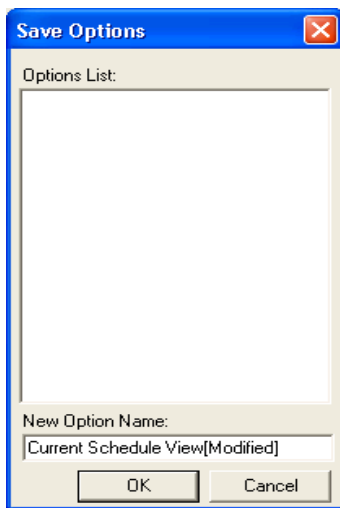 Save Options
Options List:
New Option Name:
Current Schedule View[Modified]
OK Cancel